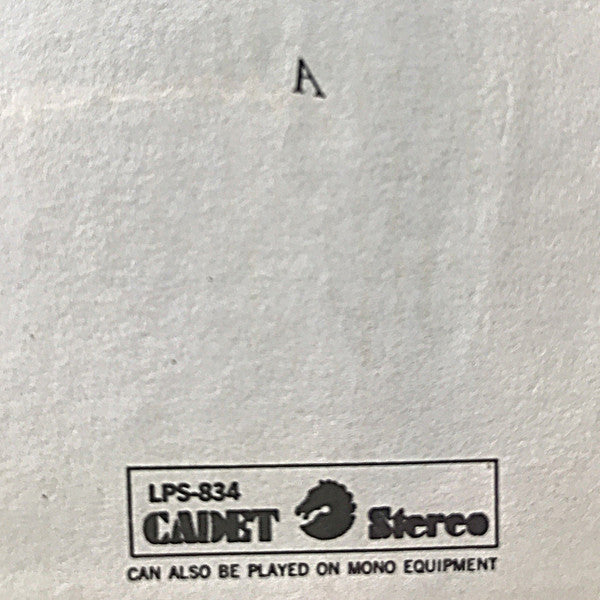 A
LPS-834
CADET Stereo
CAN ALSO BE PLAYED ON MONO EQUIPMENT